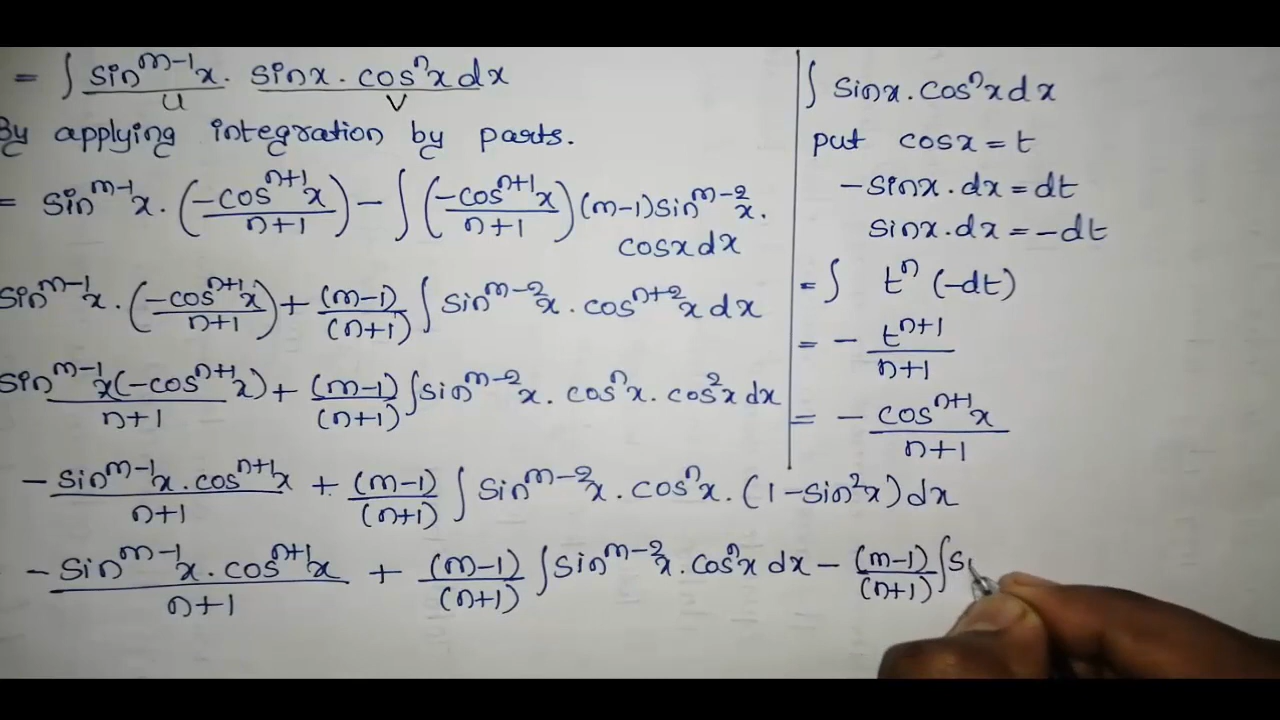 = ∫ sin^{m-1}x . sinx . cos^n x dx
U V
By applying integration by parts.
= sin^{m-1}x . (-cos^{n+1}x / n+1) - ∫ (-cos^{n+1}x / n+1) (m-1) sin^{m-2}x .
cosx dx
sin^{m-1}x . (-cos^{n+1}x / n+1) + (m-1)/(n+1) ∫ sin^{m-2}x . cos^{n+2}x dx
sin^{m-1}x (-cos^{n+1}x) / n+1 + (m-1)/(n+1) ∫ sin^{m-2}x . cos^n x . cos^2 x dx
- sin^{m-1}x . cos^{n+1}x / n+1 + (m-1)/(n+1) ∫ sin^{m-2}x . cos^n x . (1-sin^2 x) dx
- sin^{m-1}x . cos^{n+1}x / n+1 + (m-1)/(n+1) ∫ sin^{m-2}x . cos^n x dx - (m-1)/(n+1) ∫ si
∫ sinx . cos^n x dx
put cosx = t
-sinx . dx = dt
sinx . dx = -dt
= ∫ t^n (-dt)
= - t^{n+1} / n+1
= - cos^{n+1}x / n+1